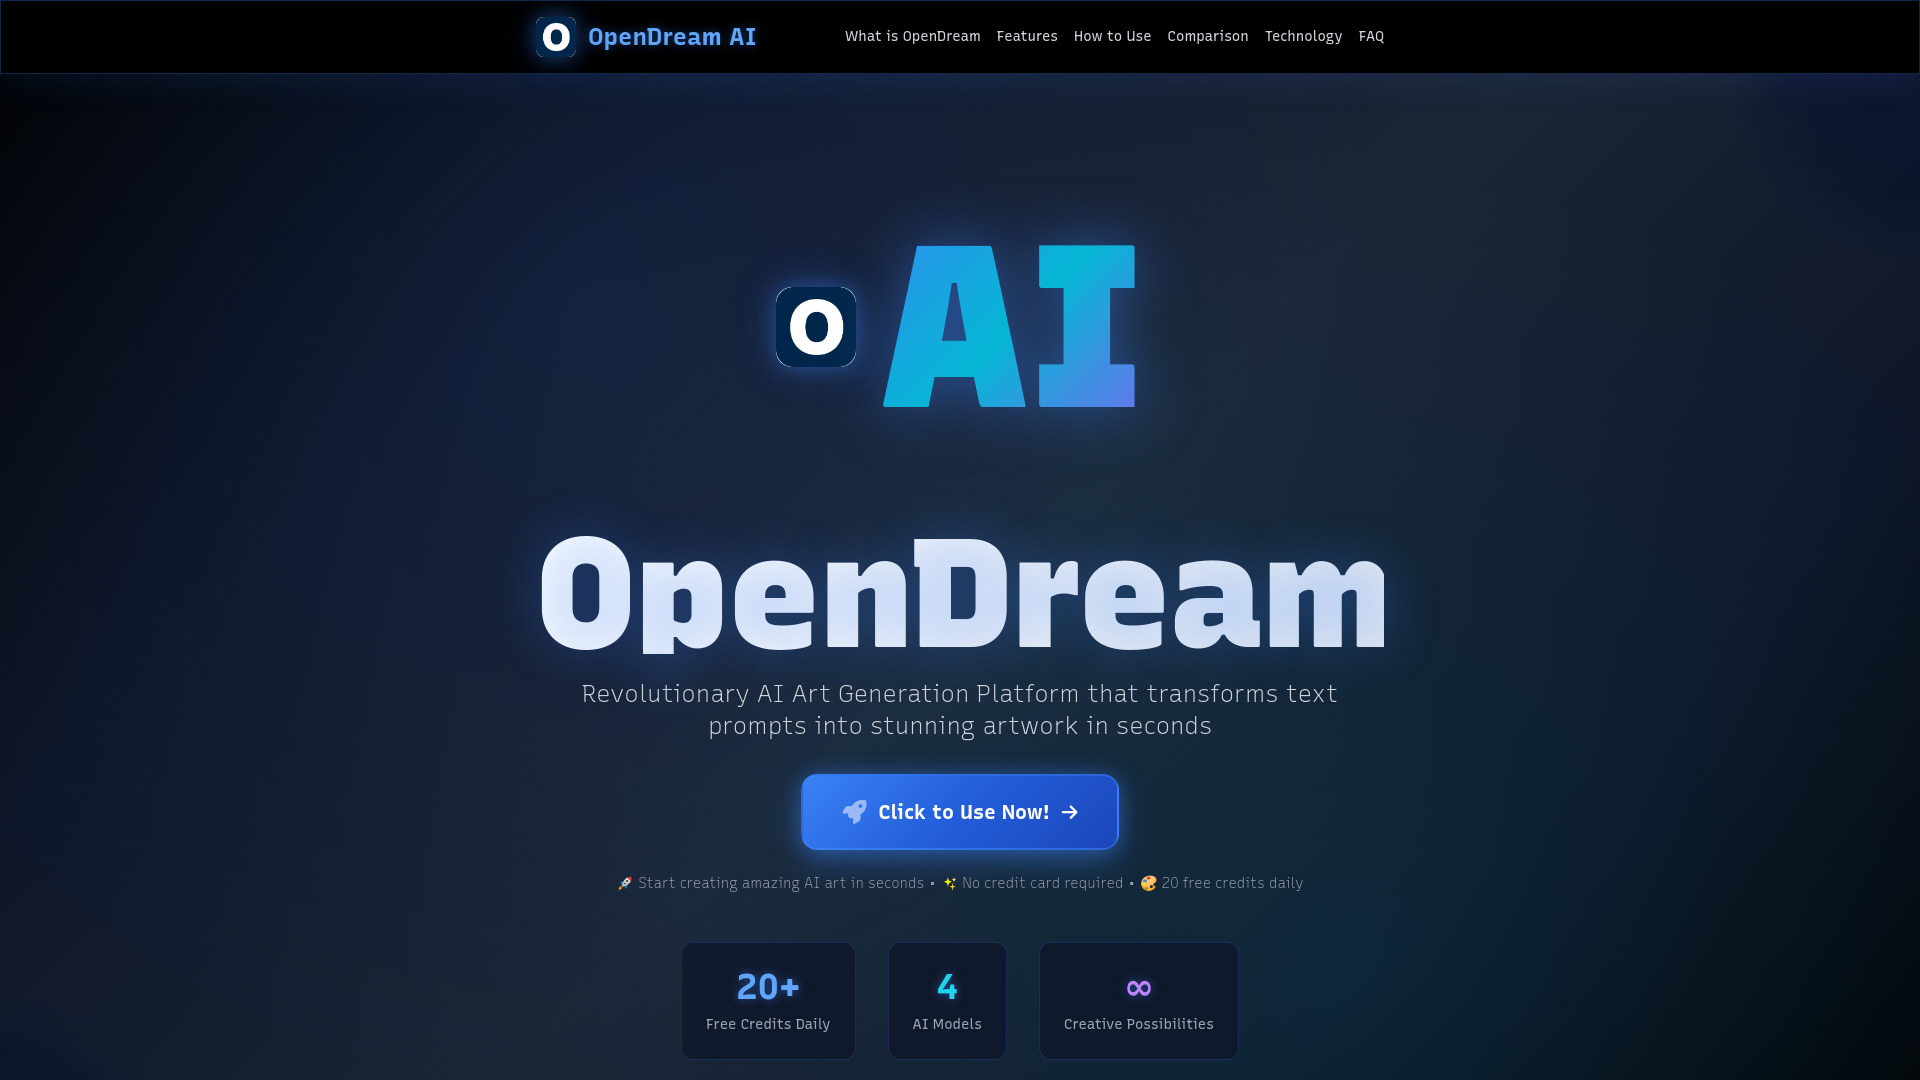 O OpenDream AI
What is OpenDream Features How to Use Comparison Technology FAQ
O AI
OpenDream
Revolutionary AI Art Generation Platform that transforms text
prompts into stunning artwork in seconds
Click to Use Now! →
🚀 Start creating amazing AI art in seconds • ✨ No credit card required • 🎨 20 free credits daily
20+
Free Credits Daily
4
AI Models
∞
Creative Possibilities